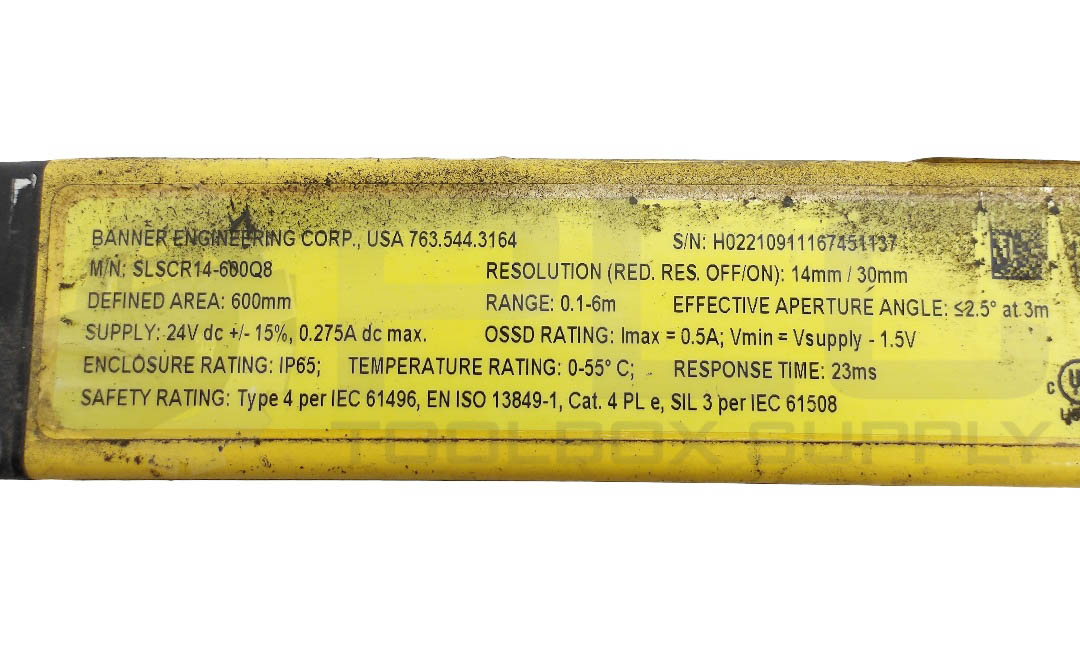 BANNER ENGINEERING CORP., USA 763.544.3164 S/N: H02210911167451137
M/N: SLSCR14-600Q8 RESOLUTION (RED. RES. OFF/ON): 14mm / 30mm
DEFINED AREA: 600mm RANGE: 0.1-6m EFFECTIVE APERTURE ANGLE: ≤2.5° at 3m
SUPPLY: 24V dc +/- 15%, 0.275A dc max. OSSD RATING: Imax = 0.5A; Vmin = Vsupply - 1.5V
ENCLOSURE RATING: IP65; TEMPERATURE RATING: 0-55° C; RESPONSE TIME: 23ms
SAFETY RATING: Type 4 per IEC 61496, EN ISO 13849-1, Cat. 4 PL e, SIL 3 per IEC 61508
TOOLBOX SUPPLY